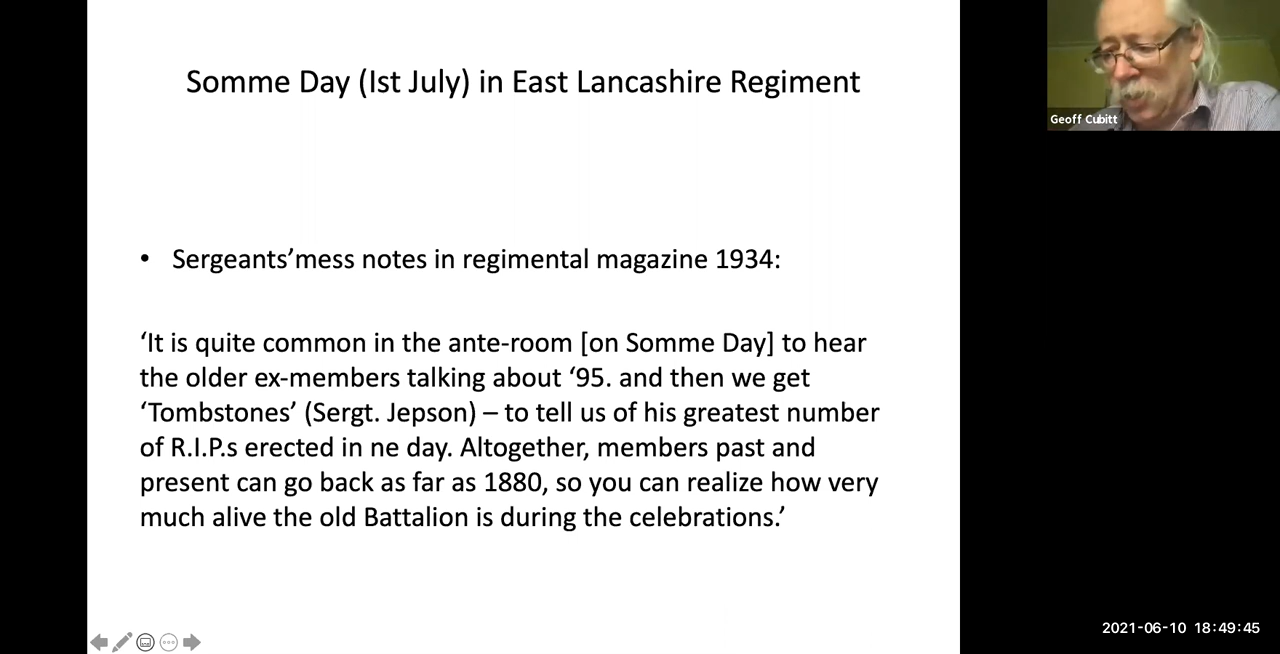 Somme Day (Ist July) in East Lancashire Regiment
Geoff Cubitt
• Sergeants’mess notes in regimental magazine 1934:
‘It is quite common in the ante-room [on Somme Day] to hear
the older ex-members talking about ‘95. and then we get
‘Tombstones’ (Sergt. Jepson) – to tell us of his greatest number
of R.I.P.s erected in ne day. Altogether, members past and
present can go back as far as 1880, so you can realize how very
much alive the old Battalion is during the celebrations.’
2021-06-10 18:49:45